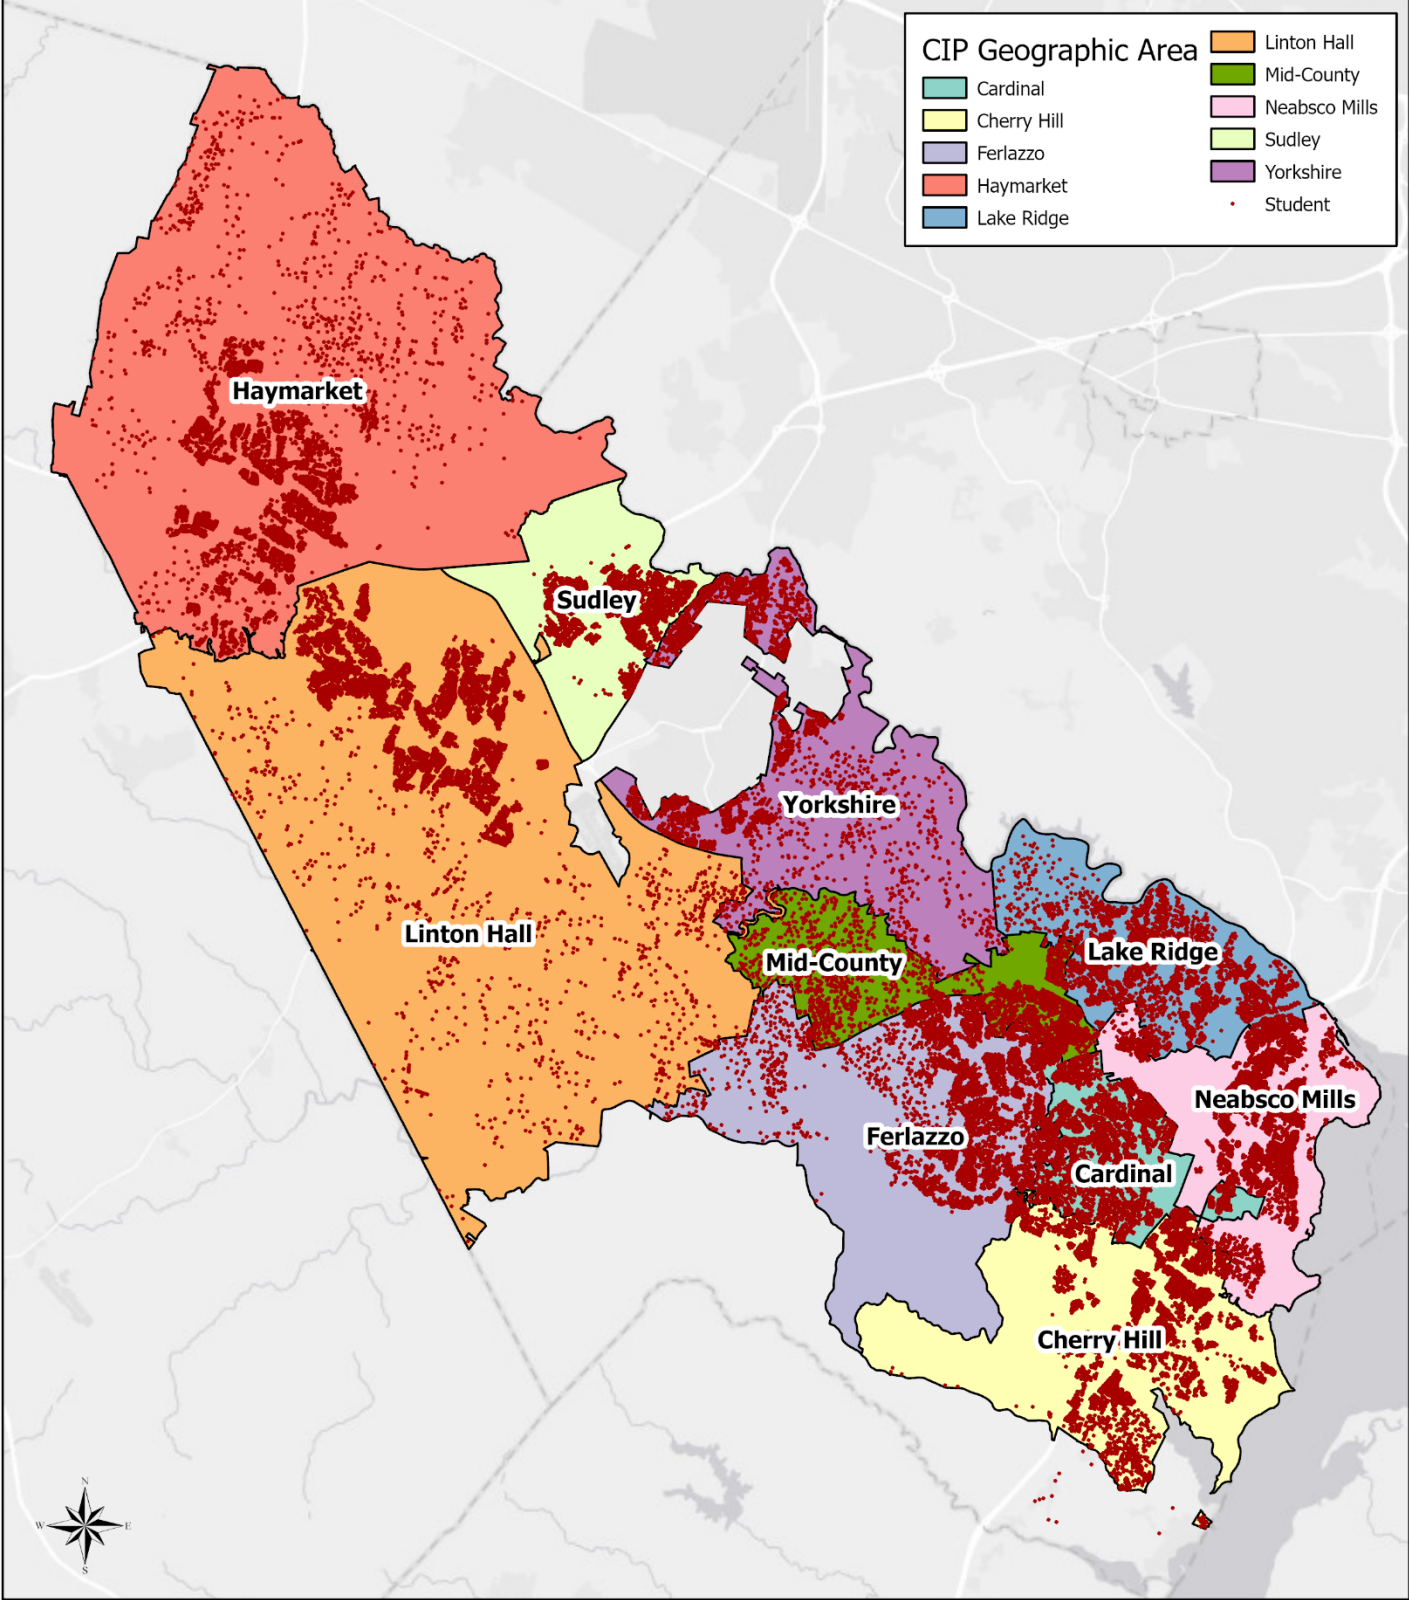 CIP Geographic Area
Cardinal
Cherry Hill
Ferlazzo
Haymarket
Lake Ridge
Linton Hall
Mid-County
Neabsco Mills
Sudley
Yorkshire
Student
Haymarket
Sudley
Yorkshire
Linton Hall
Mid-County
Lake Ridge
Neabsco Mills
Ferlazzo
Cardinal
Cherry Hill
N
W
E
S